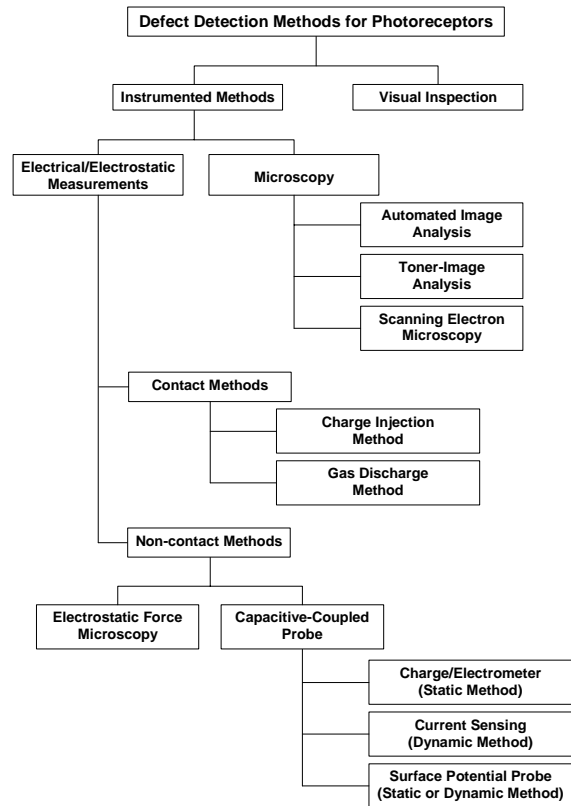 Defect Detection Methods for Photoreceptors
Instrumented Methods
Visual Inspection
Electrical/Electrostatic
Measurements
Microscopy
Automated Image
Analysis
Toner-Image
Analysis
Scanning Electron
Microscopy
Contact Methods
Charge Injection
Method
Gas Discharge
Method
Non-contact Methods
Electrostatic Force
Microscopy
Capacitive-Coupled
Probe
Charge/Electrometer
(Static Method)
Current Sensing
(Dynamic Method)
Surface Potential Probe
(Static or Dynamic Method)